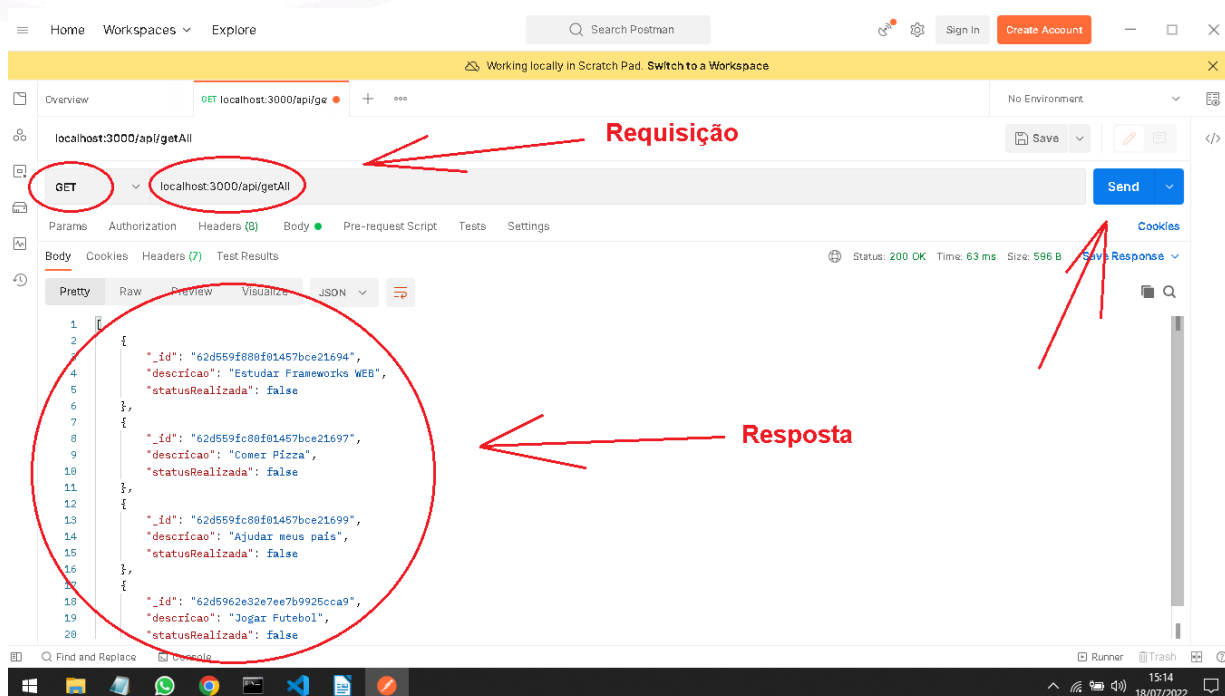 Home Workspaces Explore Search Postman Sign In Create Account
Working locally in Scratch Pad. Switch to a Workspace
Overview GET localhost:3000/api/ge No Environment
localhost:3000/api/getAll Save
Requisição
GET localhost:3000/api/getAll Send
Params Authorization Headers (8) Body Pre-request Script Tests Settings Cookies
Body Cookies Headers (7) Test Results Status: 200 OK Time: 63 ms Size: 596 B Save Response
Pretty Raw Preview Visualize JSON
1 [
2 {
3 "_id": "62d559f880f01457bce21694",
4 "descricao": "Estudar Frameworks WEB",
5 "statusRealizada": false
6 },
7 {
8 "_id": "62d559fc80f01457bce21697",
9 "descricao": "Comer Pizza",
10 "statusRealizada": false
11 },
12 {
13 "_id": "62d559fc80f01457bce21699",
14 "descricao": "Ajudar meus pais",
15 "statusRealizada": false
16 },
17 {
18 "_id": "62d5962e32e7ee7b9925cca9",
19 "descricao": "Jogar Futebol",
20 "statusRealizada": false
Resposta
Find and Replace Console Runner Trash
15:14
18/07/2022